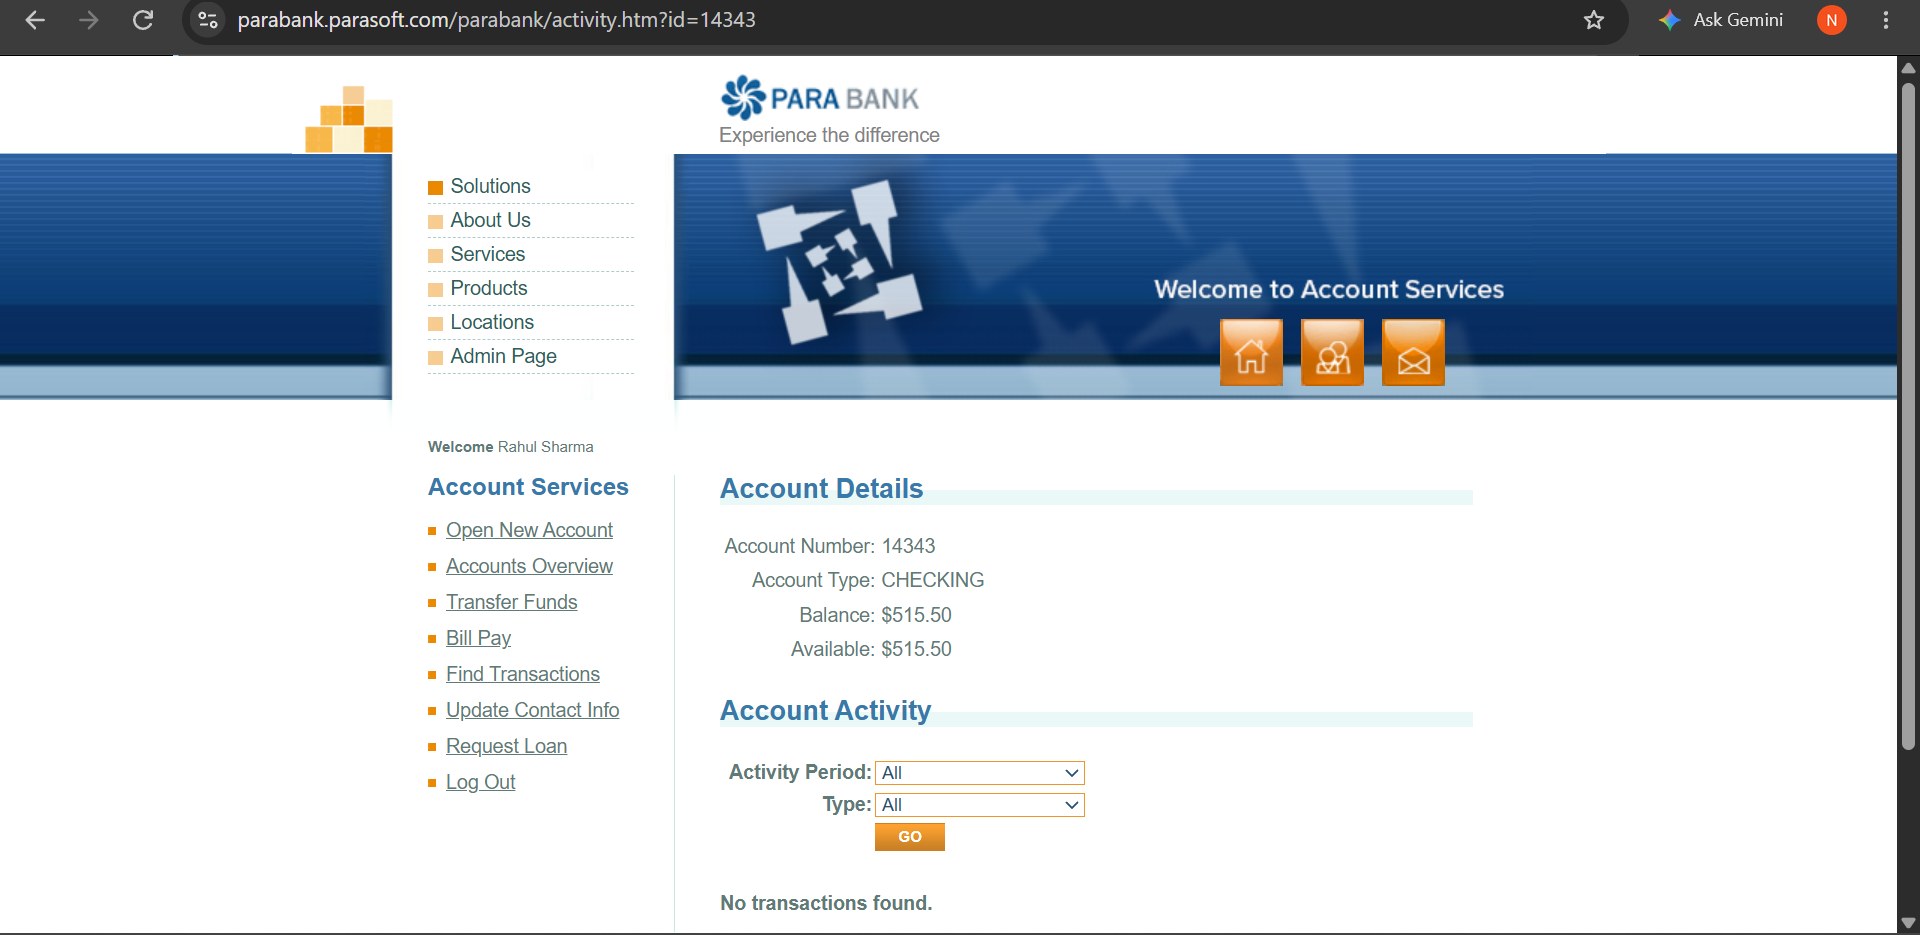 parabank.parasoft.com/parabank/activity.htm?id=14343
Ask Gemini
N
PARA BANK
Experience the difference
Solutions
About Us
Services
Products
Locations
Admin Page
Welcome to Account Services
Welcome Rahul Sharma
Account Services
Open New Account
Accounts Overview
Transfer Funds
Bill Pay
Find Transactions
Update Contact Info
Request Loan
Log Out
Account Details
Account Number: 14343
Account Type: CHECKING
Balance: $515.50
Available: $515.50
Account Activity
Activity Period: All
Type: All
GO
No transactions found.